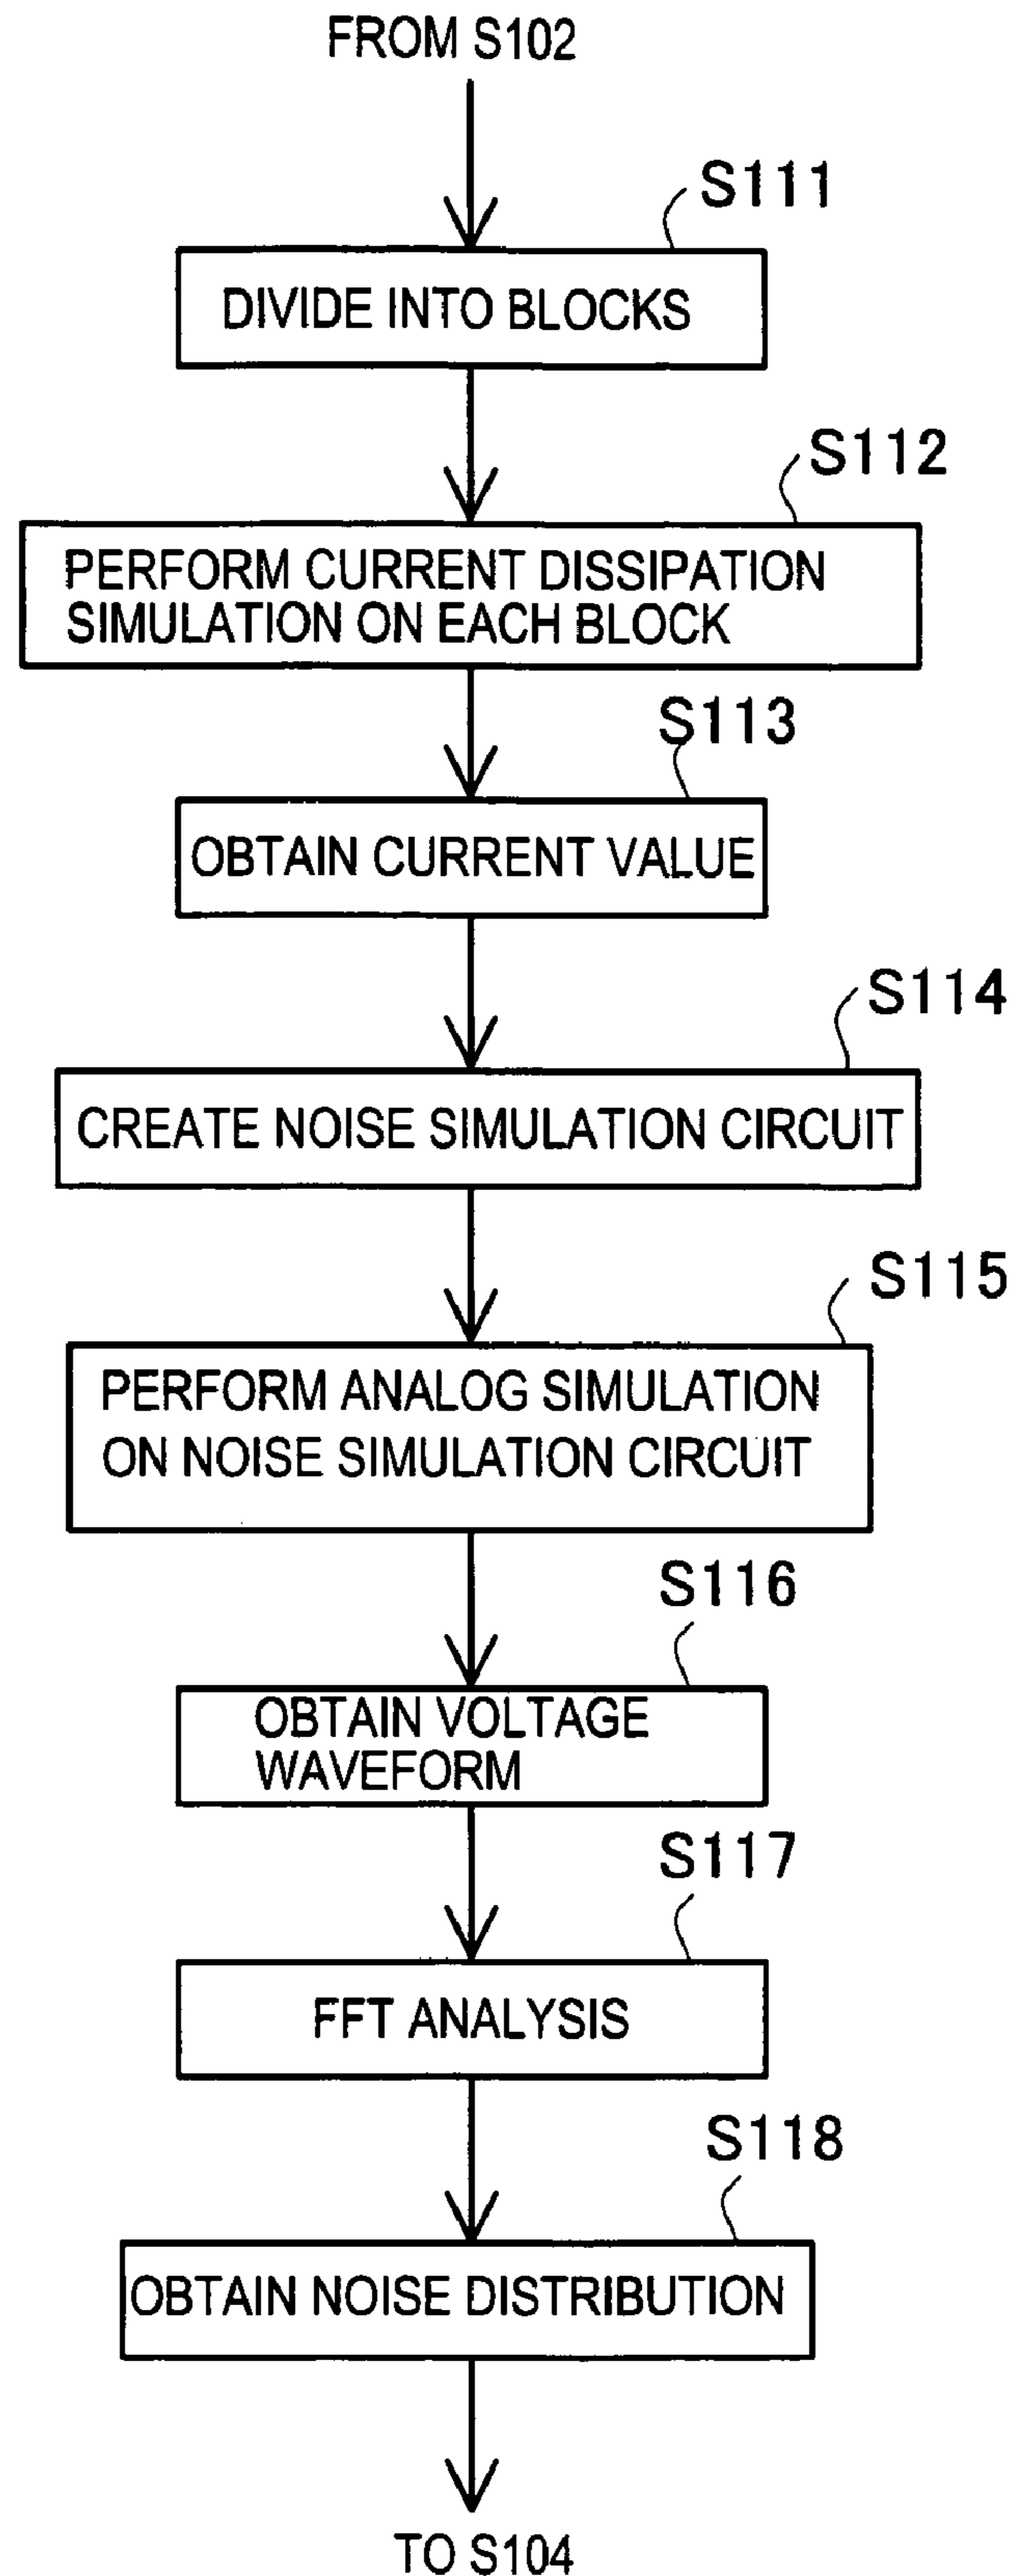 FROM S102
S111
DIVIDE INTO BLOCKS
S112
PERFORM CURRENT DISSIPATION
SIMULATION ON EACH BLOCK
S113
OBTAIN CURRENT VALUE
S114
CREATE NOISE SIMULATION CIRCUIT
S115
PERFORM ANALOG SIMULATION
ON NOISE SIMULATION CIRCUIT
S116
OBTAIN VOLTAGE
WAVEFORM
S117
FFT ANALYSIS
S118
OBTAIN NOISE DISTRIBUTION
TO S104